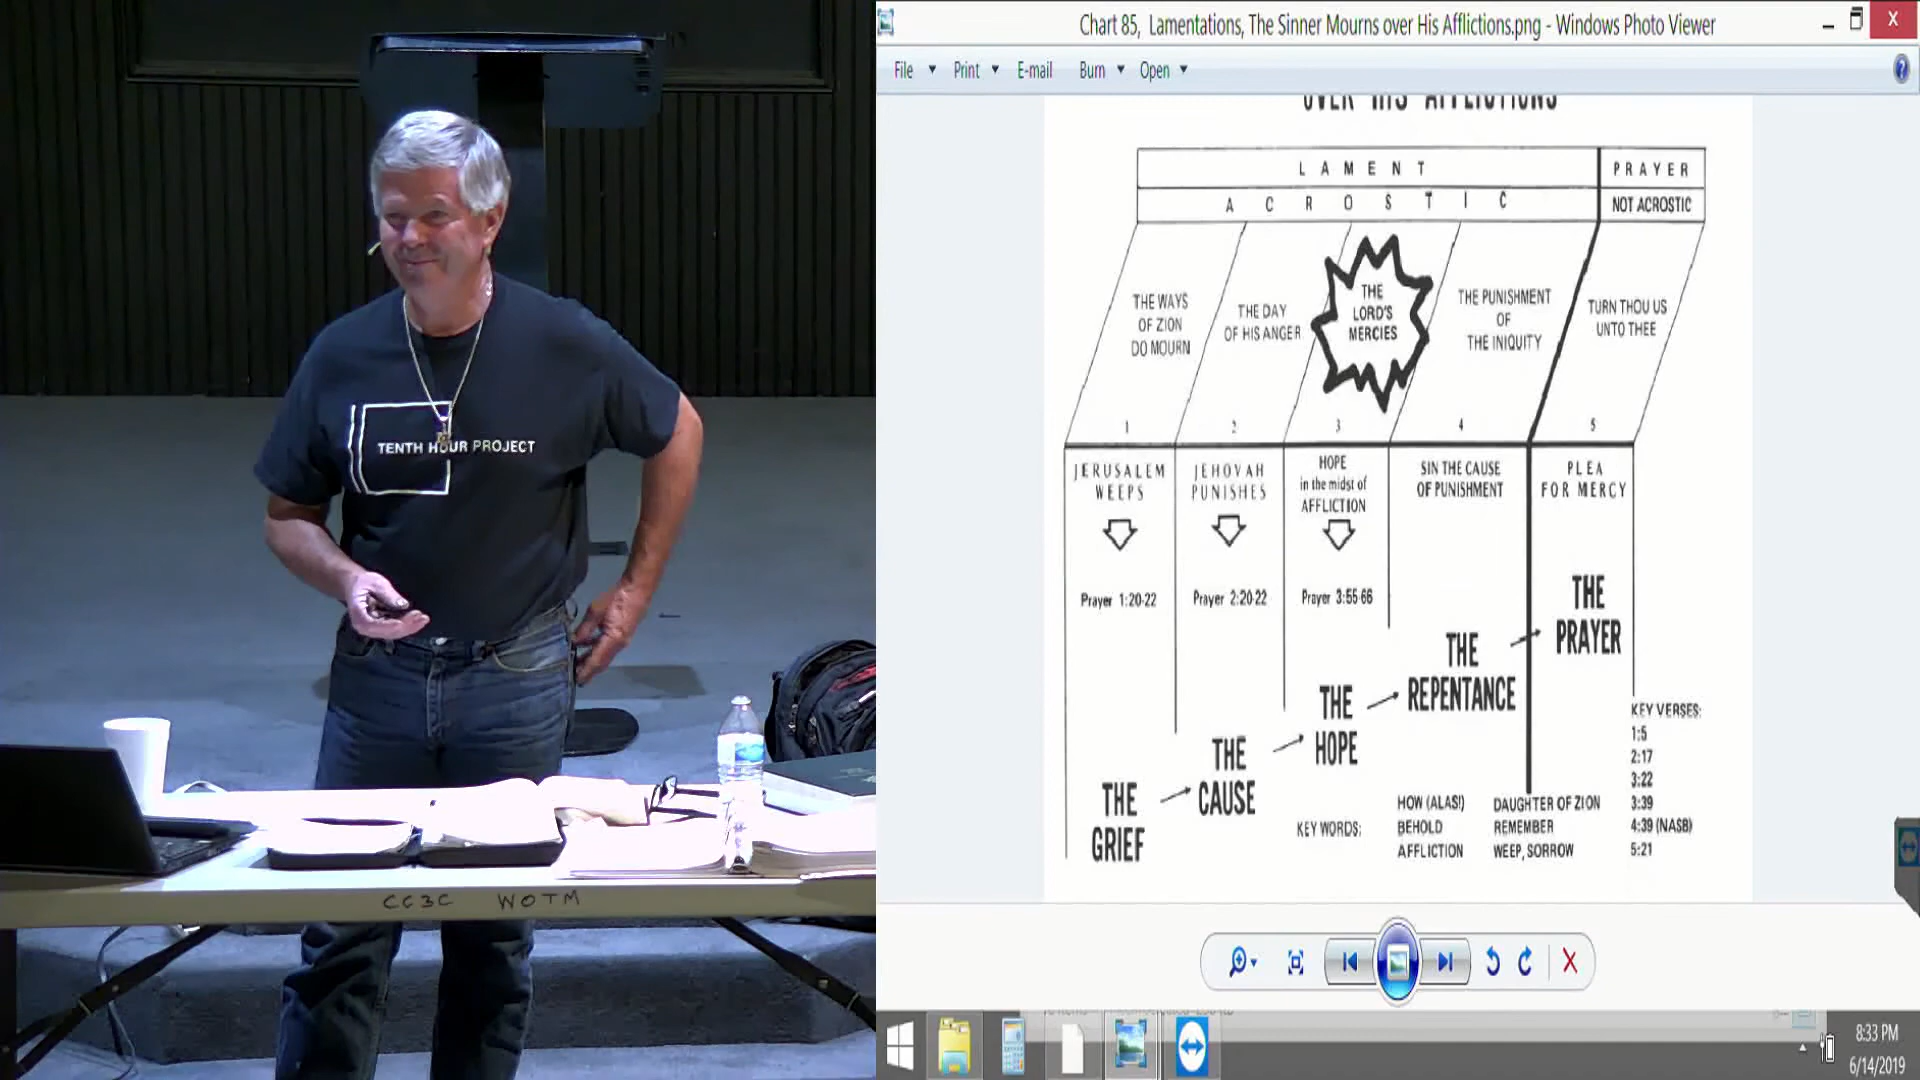 TENTH HOUR PROJECT
CC3C WOTM
Chart 85, Lamentations, The Sinner Mourns over His Afflictions.png - Windows Photo Viewer
File Print E-mail Burn Open
OVER HIS AFFLICTIONS
LAMENT
PRAYER
ACROSTIC
NOT ACROSTIC
THE WAYS
OF ZION
DO MOURN
THE DAY
OF HIS ANGER
THE
LORD'S
MERCIES
THE PUNISHMENT
OF
THE INIQUITY
TURN THOU US
UNTO THEE
1 2 3 4 5
JERUSALEM
WEEPS
JEHOVAH
PUNISHES
HOPE
in the midst of
AFFLICTION
SIN THE CAUSE
OF PUNISHMENT
PLEA
FOR MERCY
Prayer 1:20-22
Prayer 2:20-22
Prayer 3:55-66
THE
GRIEF
THE
CAUSE
THE
HOPE
THE
REPENTANCE
THE
PRAYER
KEY WORDS:
HOW (ALAS!)
BEHOLD
AFFLICTION
DAUGHTER OF ZION
REMEMBER
WEEP, SORROW
KEY VERSES:
1:5
2:17
3:22
3:39
4:39 (NASB)
5:21
8:33 PM
6/14/2019